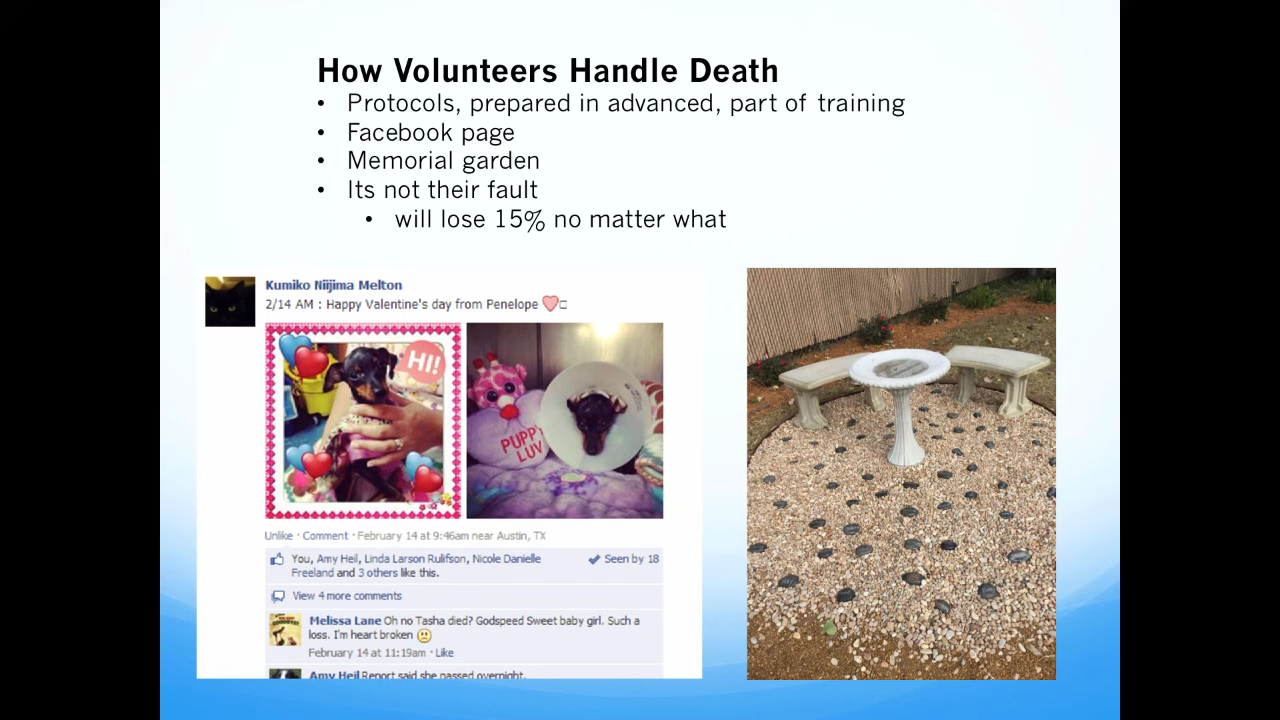 How Volunteers Handle Death
• Protocols, prepared in advanced, part of training
• Facebook page
• Memorial garden
• Its not their fault
• will lose 15% no matter what
Kumiko Niijima Melton
2/14 AM : Happy Valentine's day from Penelope
HI!
PUPPY
LUV
Unlike · Comment · February 14 at 9:46am near Austin, TX
You, Amy Heil, Linda Larson Rulifson, Nicole Danielle
Freeland and 3 others like this.
Seen by 18
View 4 more comments
Melissa Lane Oh no Tasha died? Godspeed Sweet baby girl. Such a
loss. I'm heart broken
February 14 at 11:19am · Like
Amy Heil Report said she passed overnight.